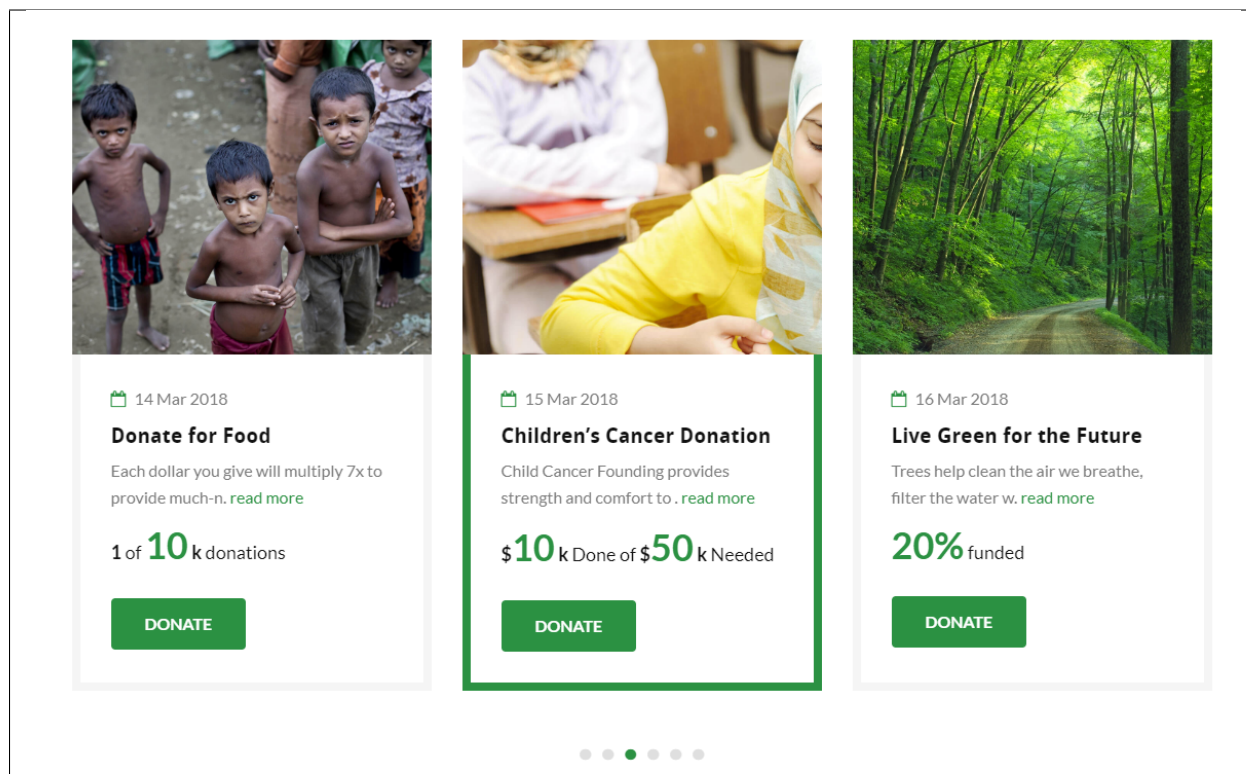 14 Mar 2018
Donate for Food
Each dollar you give will multiply 7x to
provide much-n. read more
1 of 10 k donations
DONATE
15 Mar 2018
Children’s Cancer Donation
Child Cancer Founding provides
strength and comfort to . read more
$10 k Done of $50 k Needed
DONATE
16 Mar 2018
Live Green for the Future
Trees help clean the air we breathe,
filter the water w. read more
20% funded
DONATE